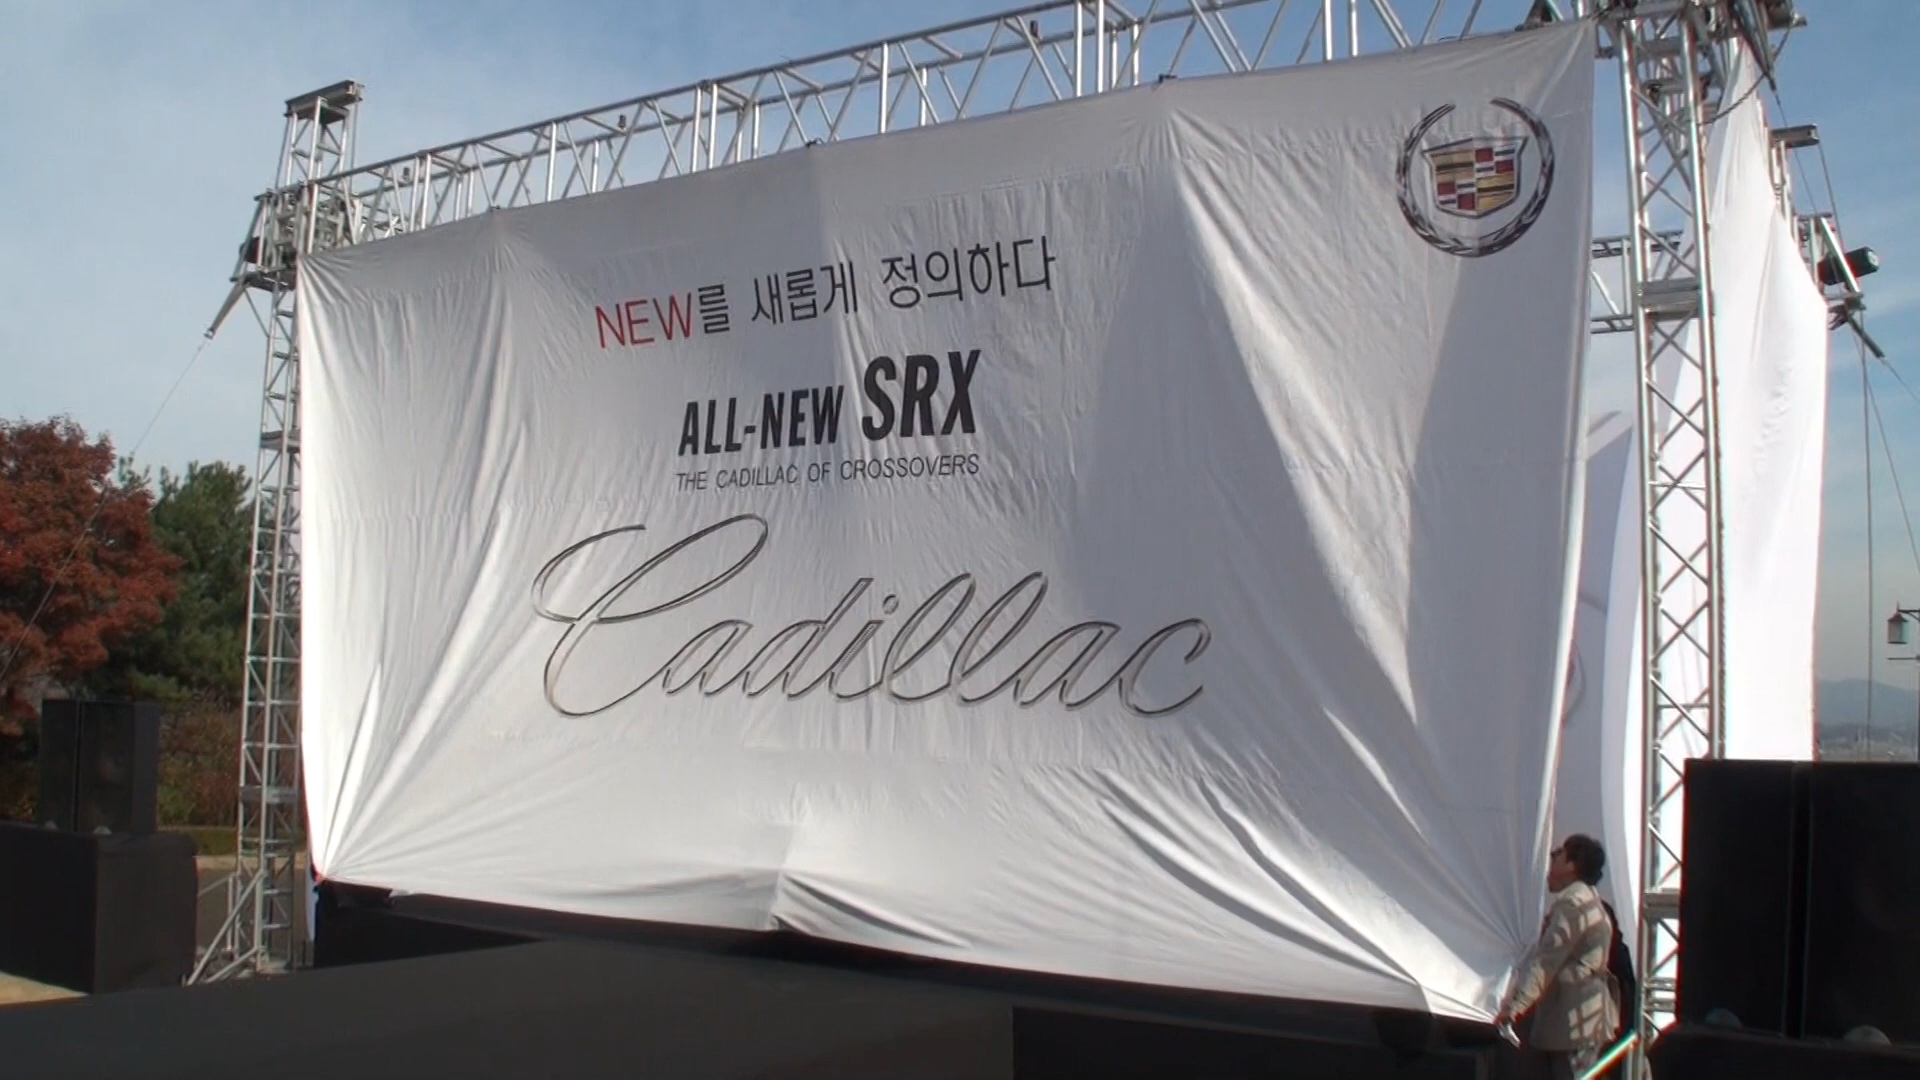 NEW를 새롭게 정의하다
ALL-NEW SRX
THE CADILLAC OF CROSSOVERS
Cadillac